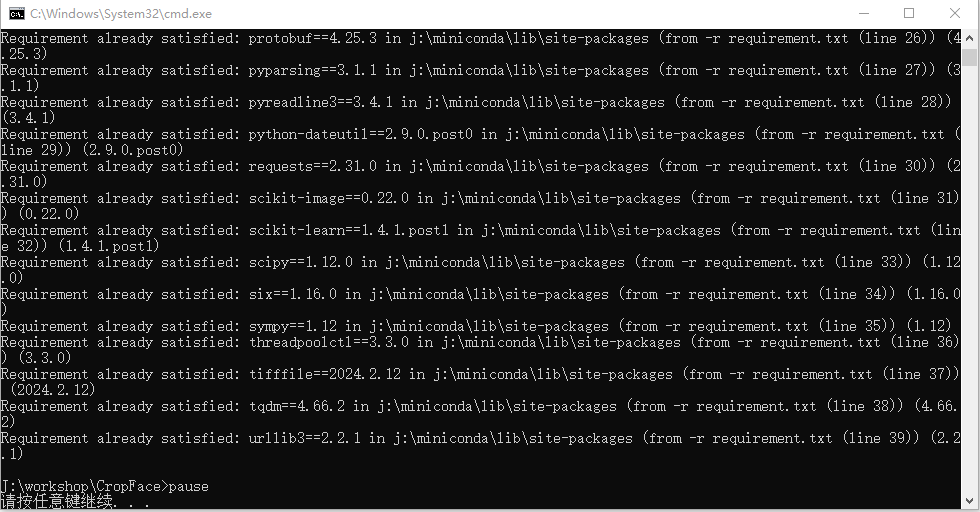 C:\Windows\System32\cmd.exe
Requirement already satisfied: protobuf==4.25.3 in j:\miniconda\lib\site-packages (from -r requirement.txt (line 26)) (4
.25.3)
Requirement already satisfied: pyparsing==3.1.1 in j:\miniconda\lib\site-packages (from -r requirement.txt (line 27)) (3
.1.1)
Requirement already satisfied: pyreadline3==3.4.1 in j:\miniconda\lib\site-packages (from -r requirement.txt (line 28))
(3.4.1)
Requirement already satisfied: python-dateutil==2.9.0.post0 in j:\miniconda\lib\site-packages (from -r requirement.txt (
line 29)) (2.9.0.post0)
Requirement already satisfied: requests==2.31.0 in j:\miniconda\lib\site-packages (from -r requirement.txt (line 30)) (2
.31.0)
Requirement already satisfied: scikit-image==0.22.0 in j:\miniconda\lib\site-packages (from -r requirement.txt (line 31)
) (0.22.0)
Requirement already satisfied: scikit-learn==1.4.1.post1 in j:\miniconda\lib\site-packages (from -r requirement.txt (lin
e 32)) (1.4.1.post1)
Requirement already satisfied: scipy==1.12.0 in j:\miniconda\lib\site-packages (from -r requirement.txt (line 33)) (1.12
.0)
Requirement already satisfied: six==1.16.0 in j:\miniconda\lib\site-packages (from -r requirement.txt (line 34)) (1.16.0
)
Requirement already satisfied: sympy==1.12 in j:\miniconda\lib\site-packages (from -r requirement.txt (line 35)) (1.12)
Requirement already satisfied: threadpoolctl==3.3.0 in j:\miniconda\lib\site-packages (from -r requirement.txt (line 36)
) (3.3.0)
Requirement already satisfied: tifffile==2024.2.12 in j:\miniconda\lib\site-packages (from -r requirement.txt (line 37))
(2024.2.12)
Requirement already satisfied: tqdm==4.66.2 in j:\miniconda\lib\site-packages (from -r requirement.txt (line 38)) (4.66.
2)
Requirement already satisfied: urllib3==2.2.1 in j:\miniconda\lib\site-packages (from -r requirement.txt (line 39)) (2.2
.1)
J:\workshop\CropFace>pause
请按任意键继续. . .